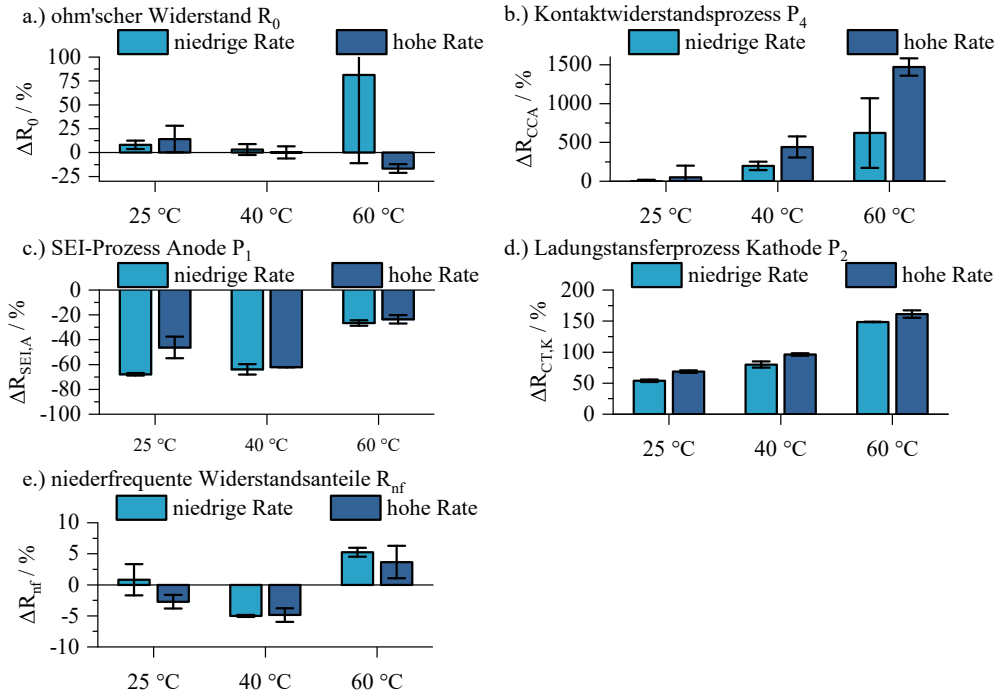 a.) ohm'scher Widerstand R0
niedrige Rate
hohe Rate
100
75
50
25
0
-25
ΔR0 / %
25 °C
40 °C
60 °C
b.) Kontaktwiderstandsprozess P4
niedrige Rate
hohe Rate
1500
1000
500
0
ΔRCCA / %
25 °C
40 °C
60 °C
c.) SEI-Prozess Anode P1
niedrige Rate
hohe Rate
0
-20
-40
-60
-80
-100
ΔRSEI,A / %
25 °C
40 °C
60 °C
d.) Ladungstansferprozess Kathode P2
niedrige Rate
hohe Rate
200
150
100
50
0
ΔRCT,K / %
25 °C
40 °C
60 °C
e.) niederfrequente Widerstandsanteile Rnf
niedrige Rate
hohe Rate
10
5
0
-5
-10
ΔRnf / %
25 °C
40 °C
60 °C